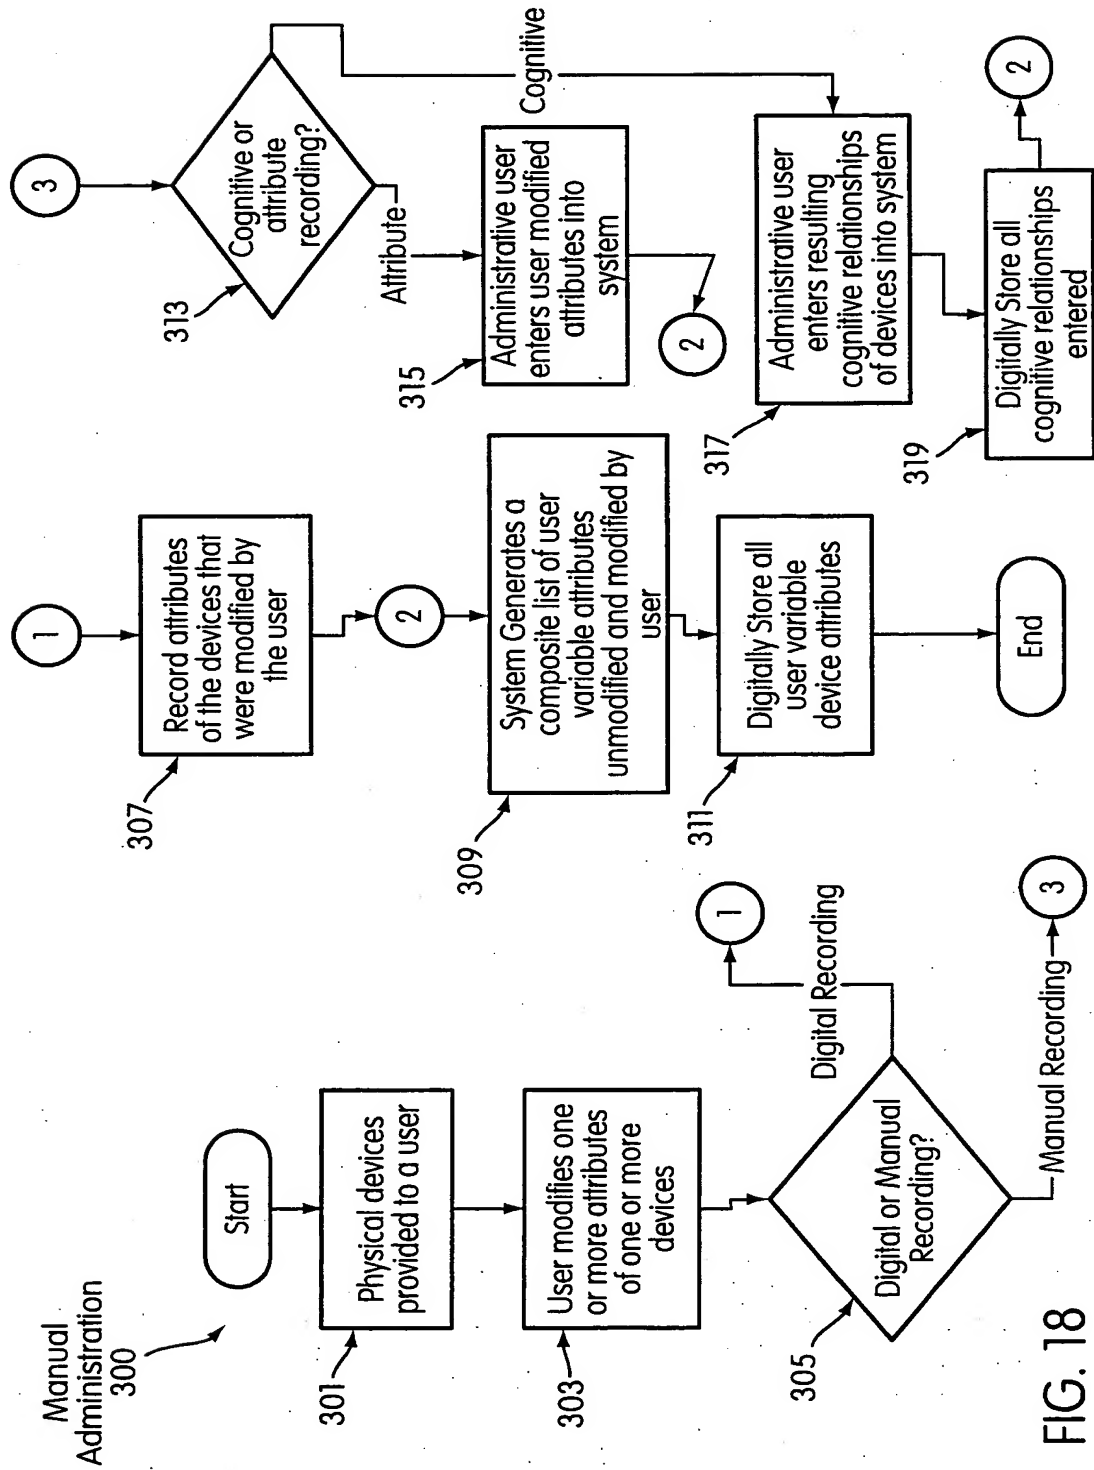 Manual
Administration
300
Start
301
Physical devices
provided to a user
303
User modifies one
or more attributes
of one or more
devices
305
Digital or Manual
Recording?
Digital Recording
1
Manual Recording
3
1
307
Record attributes
of the devices that
were modified by
the user
2
309
System Generates a
composite list of user
variable attributes
unmodified and modified by
user
311
Digitally Store all
user variable
device attributes
End
3
313
Cognitive or
attribute
recording?
Attribute
Cognitive
315
Administrative user
enters user modified
attributes into
system
2
317
Administrative user
enters resulting
cognitive relationships
of devices into system
319
Digitally Store all
cognitive relationships
entered
2
FIG. 18